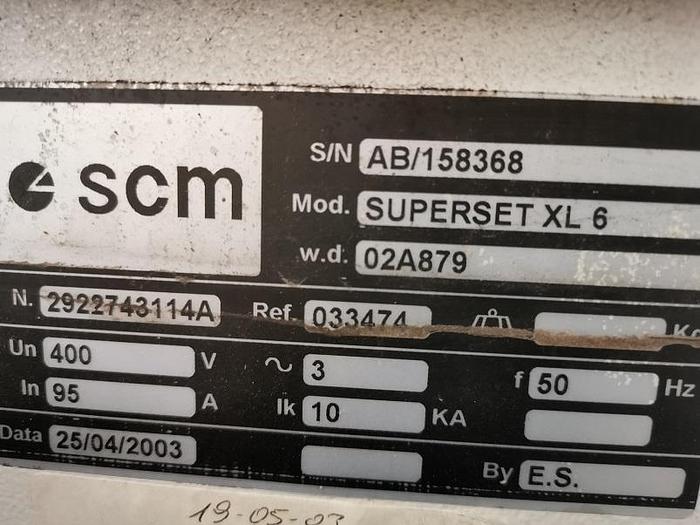 scm
S/N AB/158368
Mod. SUPERSET XL 6
w.d. 02A879
N. 2922743114A Ref. 033474 Kg
Un 400 V ~ 3 f 50 Hz
In 95 A Ik 10 KA
Data 25/04/2003 By E.S.
19-05-03